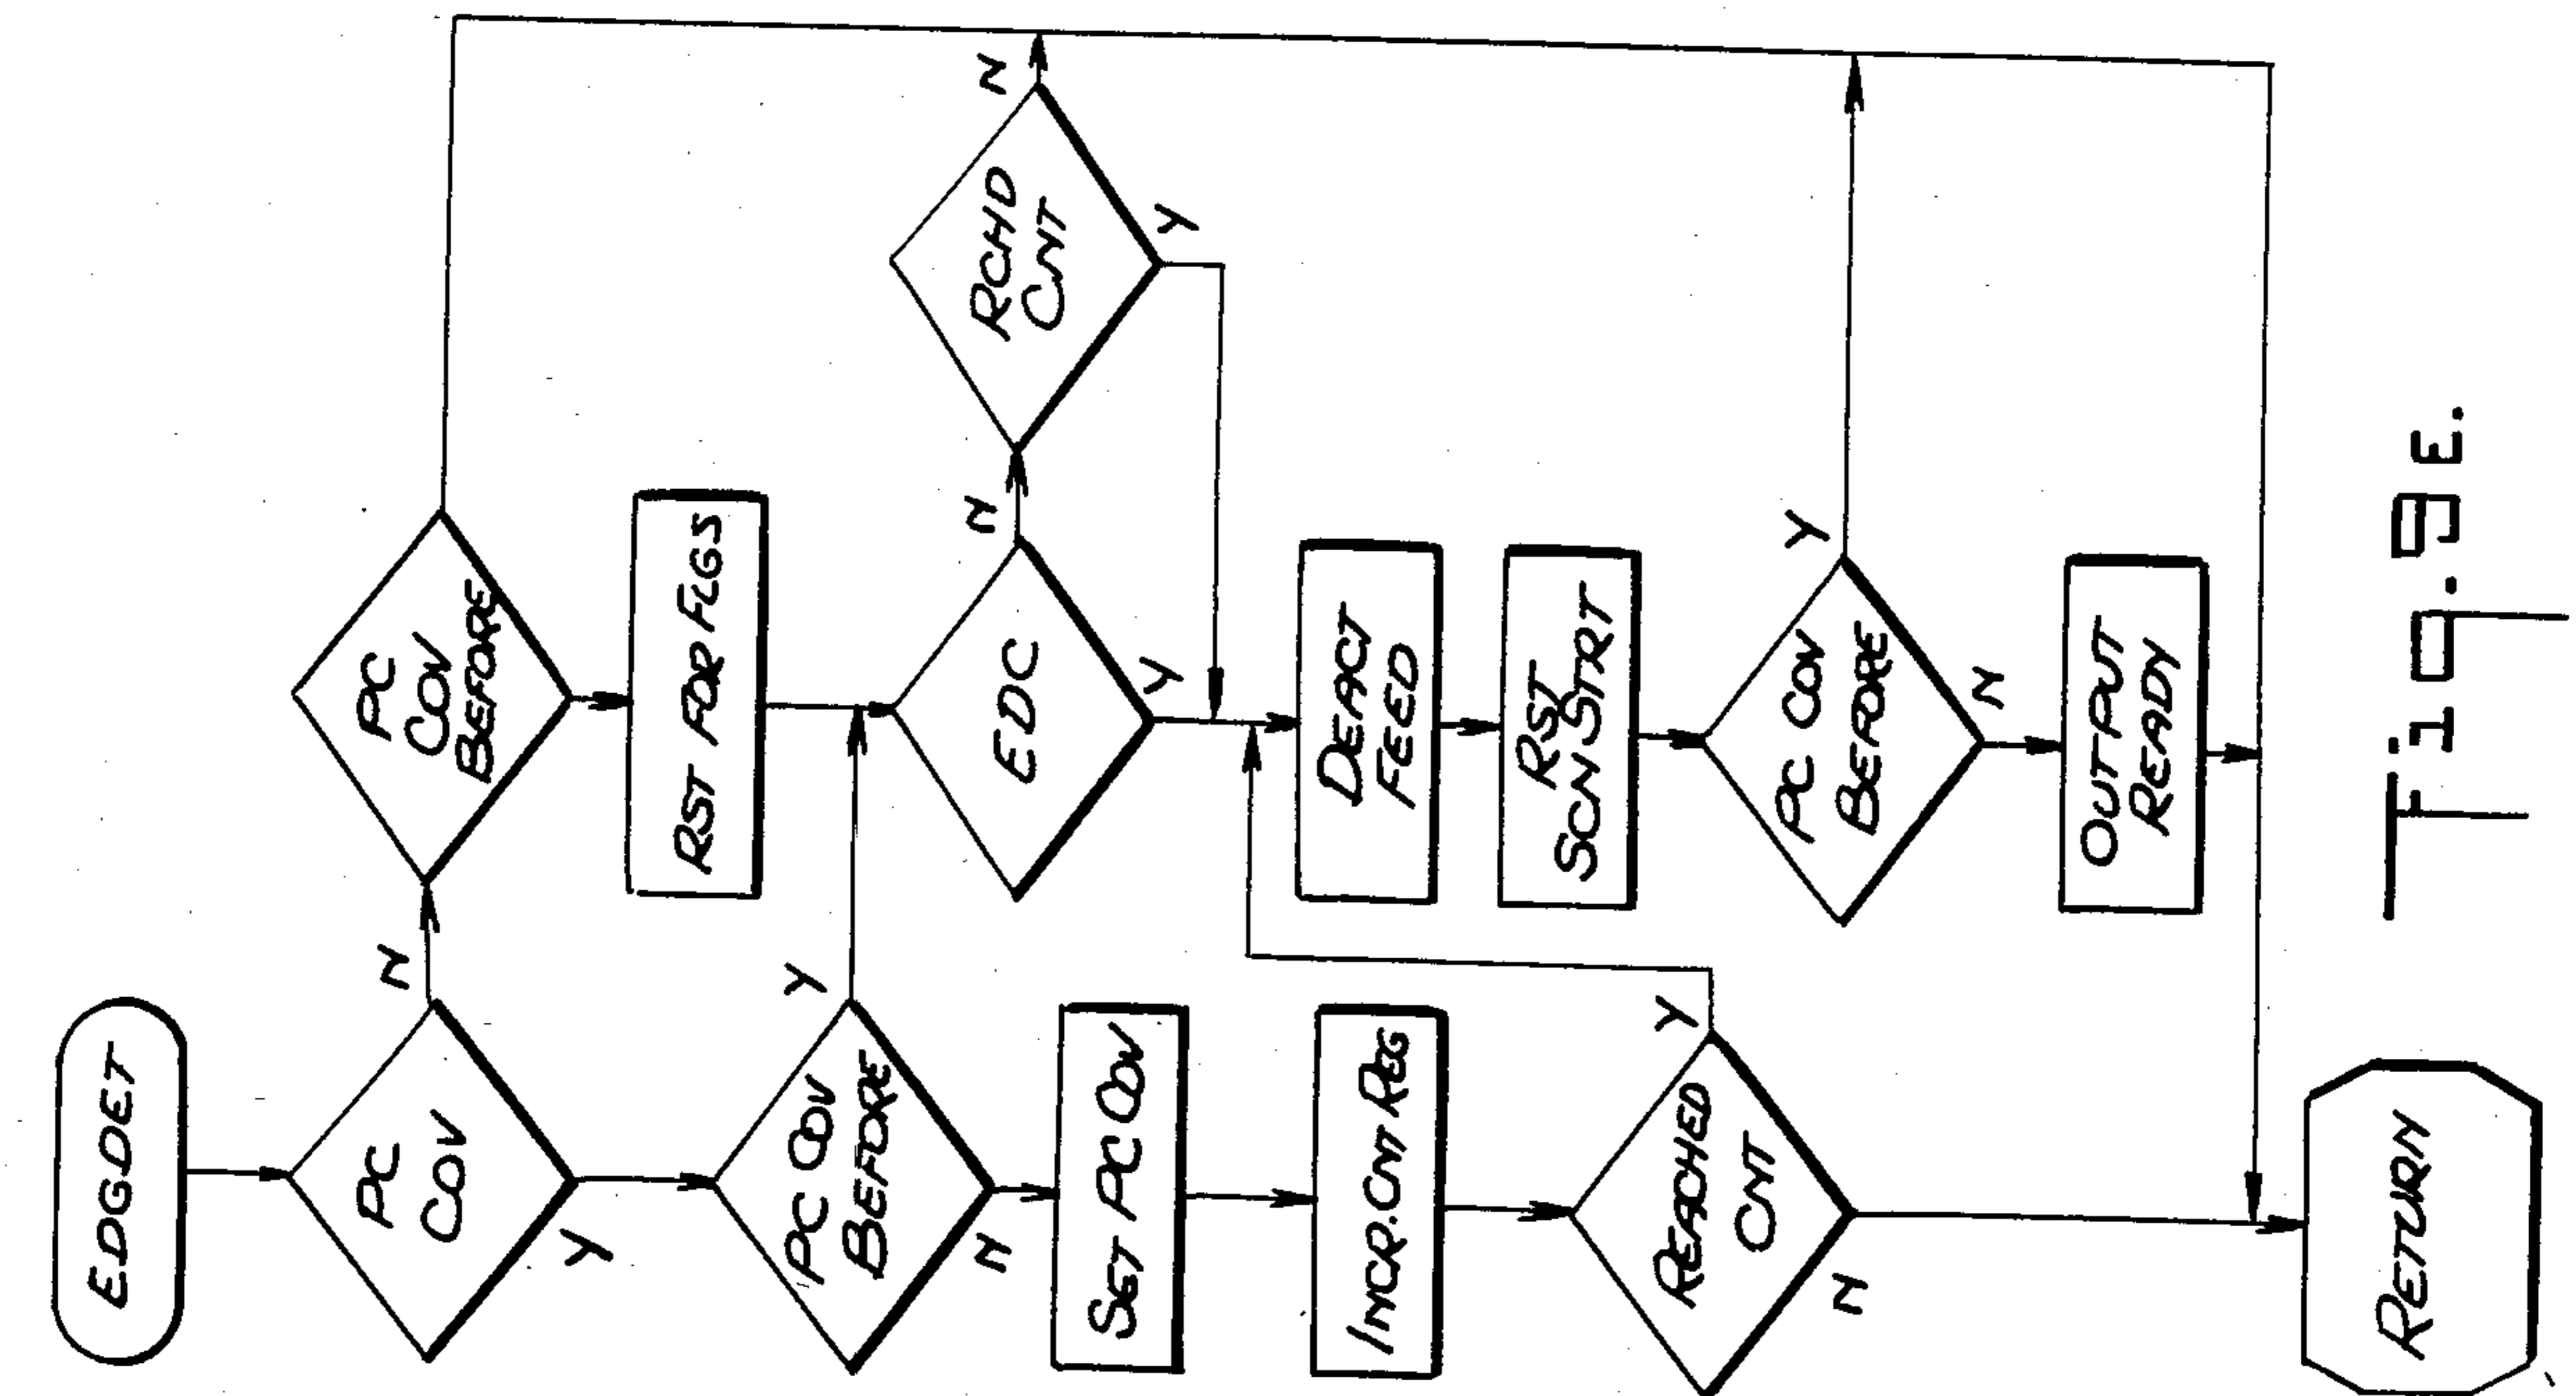 EDGDET
PC
COV
N
Y
PC
COV
BEFORE
RST FOR FLGS
PC COV
BEFORE
Y
N
SET PC COV
INCR. CNT REG
REACHED
CNT
Y
N
EDC
N
Y
RCHD
CNT
N
Y
DEACT
FEED
RST
SCN STRT
PC COV
BEFORE
Y
N
OUTPUT
READY
RETURN
Fig. 9E.